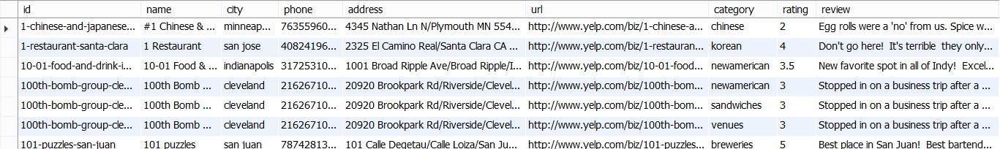 id name city phone address url category rating review
1-chinese-and-japanese... #1 Chinese & ... minneap... 76355960... 4345 Nathan Ln N/Plymouth MN 554... http://www.yelp.com/biz/1-chinese-a... chinese 2 Egg rolls were a 'no' from us. Spice w...
1-restaurant-santa-clara 1 Restaurant san jose 40824196... 2325 El Camino Real/Santa Clara CA ... http://www.yelp.com/biz/1-restauran... korean 4 Don't go here!  It's terrible  they only...
10-01-food-and-drink-i... 10-01 Food & ... indianapolis 31725310... 1001 Broad Ripple Ave/Broad Ripple/I... http://www.yelp.com/biz/10-01-food... newamerican 3.5 New favorite spot in all of Indy!  Excel...
100th-bomb-group-cle... 100th Bomb ... cleveland 21626710... 20920 Brookpark Rd/Riverside/Clevel... http://www.yelp.com/biz/100th-bom... newamerican 3 Stopped in on a business trip after a ...
100th-bomb-group-cle... 100th Bomb ... cleveland 21626710... 20920 Brookpark Rd/Riverside/Clevel... http://www.yelp.com/biz/100th-bom... sandwiches 3 Stopped in on a business trip after a ...
100th-bomb-group-cle... 100th Bomb ... cleveland 21626710... 20920 Brookpark Rd/Riverside/Clevel... http://www.yelp.com/biz/100th-bom... venues 3 Stopped in on a business trip after a ...
101-puzzles-san-juan 101 puzzles san juan 78742813... 101 Calle Degetau/Calle Loiza/San Ju... http://www.yelp.com/biz/101-puzzles... breweries 5 Best place in San Juan!  Best bartend...